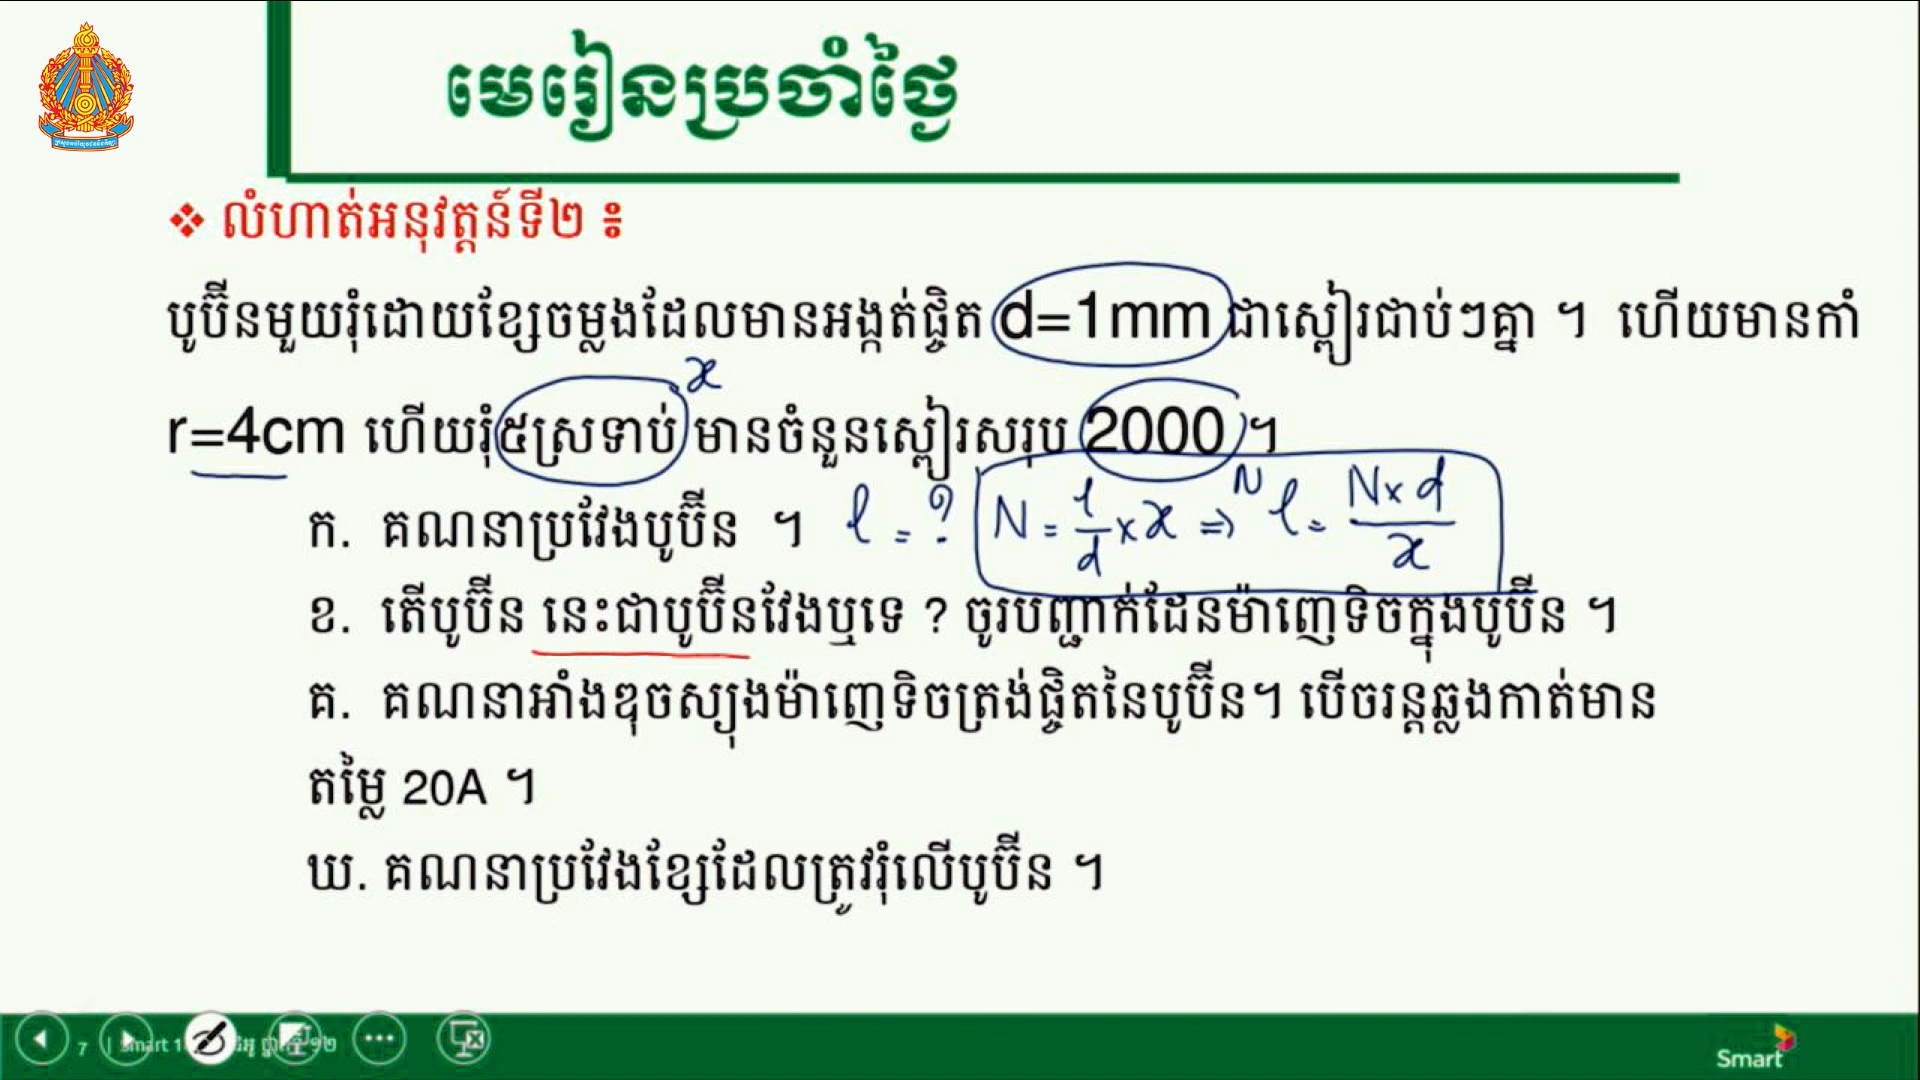 មេរៀនប្រចាំថ្ងៃ
❖ លំហាត់អនុវត្តន៍ទី២ ៖
បូប៊ីនមួយរុំដោយខ្សែចម្លងដែលមានអង្កត់ផ្ចិត d=1mm ជាស្ពៀរជាប់ៗគ្នា ។ ហើយមានកាំ
x
r=4cm ហើយរុំ៥ស្រទាប់ មានចំនួនស្ពៀរសរុប 2000 ។
N
ក. គណនាប្រវែងបូប៊ីន ។ l = ? N = l/d × x ⇒ l = N×d/x
ខ. តើបូប៊ីន នេះជាបូប៊ីនវែងឬទេ ? ចូរបញ្ជាក់ដែនម៉ាញេទិចក្នុងបូប៊ីន ។
គ. គណនាអាំងឌុចស្យុងម៉ាញេទិចត្រង់ផ្ចិតនៃបូប៊ីន។ បើចរន្តឆ្លងកាត់មាន
តម្លៃ 20A ។
ឃ. គណនាប្រវែងខ្សែដែលត្រូវរុំលើបូប៊ីន ។
7 | Smart
Smart